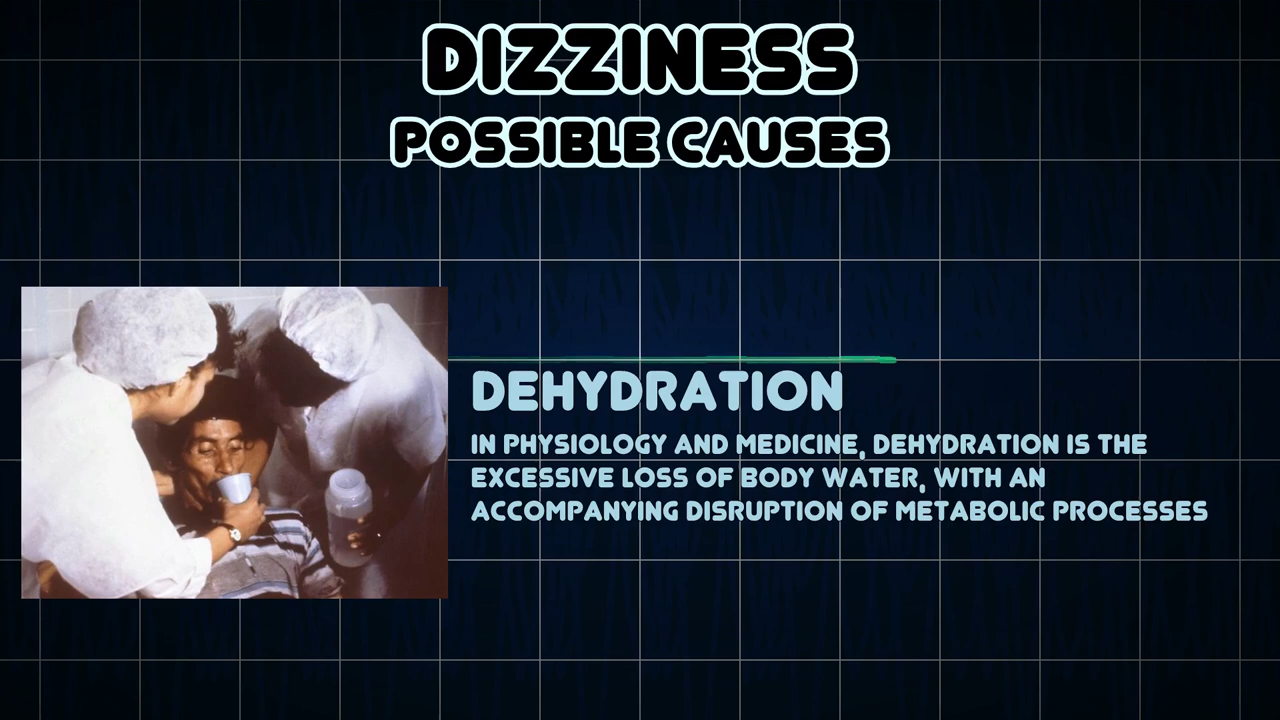 DIZZINESS
POSSIBLE CAUSES
DEHYDRATION
IN PHYSIOLOGY AND MEDICINE, DEHYDRATION IS THE
EXCESSIVE LOSS OF BODY WATER, WITH AN
ACCOMPANYING DISRUPTION OF METABOLIC PROCESSES